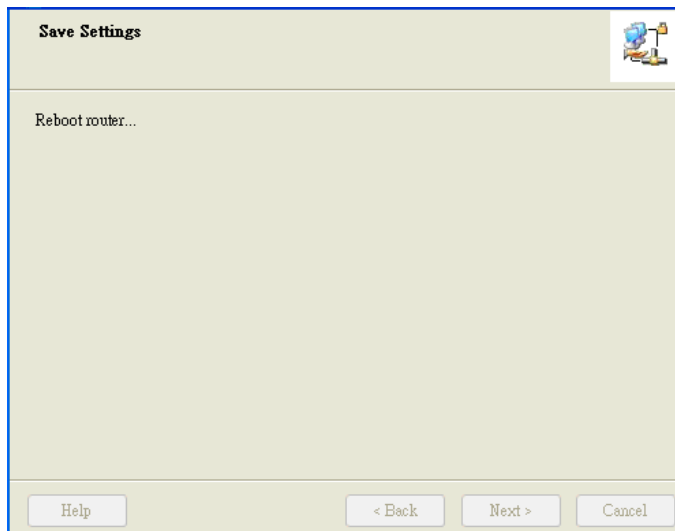 Save Settings
Reboot router...
Help
< Back
Next >
Cancel